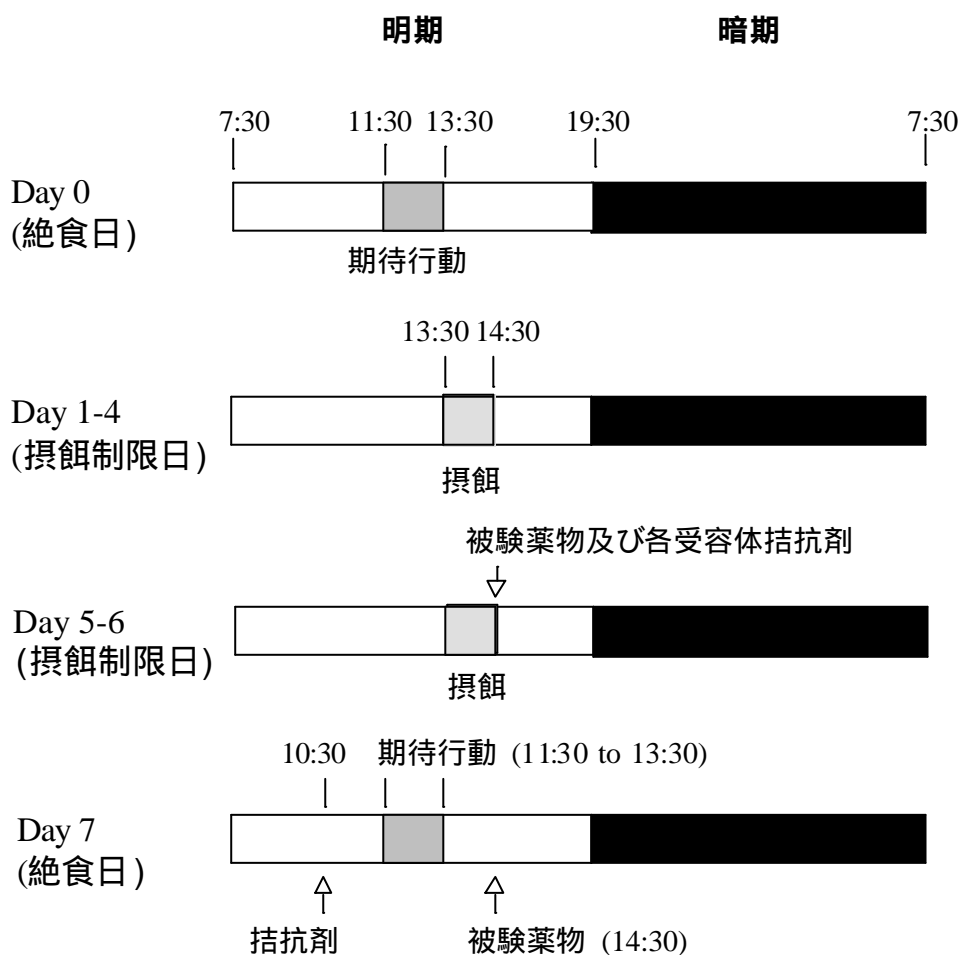 明期 暗期
7:30 11:30 13:30 19:30 7:30
Day 0
(絶食日)
期待行動
13:30 14:30
Day 1-4
(摂餌制限日)
摂餌
被験薬物及び各受容体拮抗剤
Day 5-6
(摂餌制限日)
摂餌
10:30 期待行動 (11:30 to 13:30)
Day 7
(絶食日)
拮抗剤 被験薬物 (14:30)